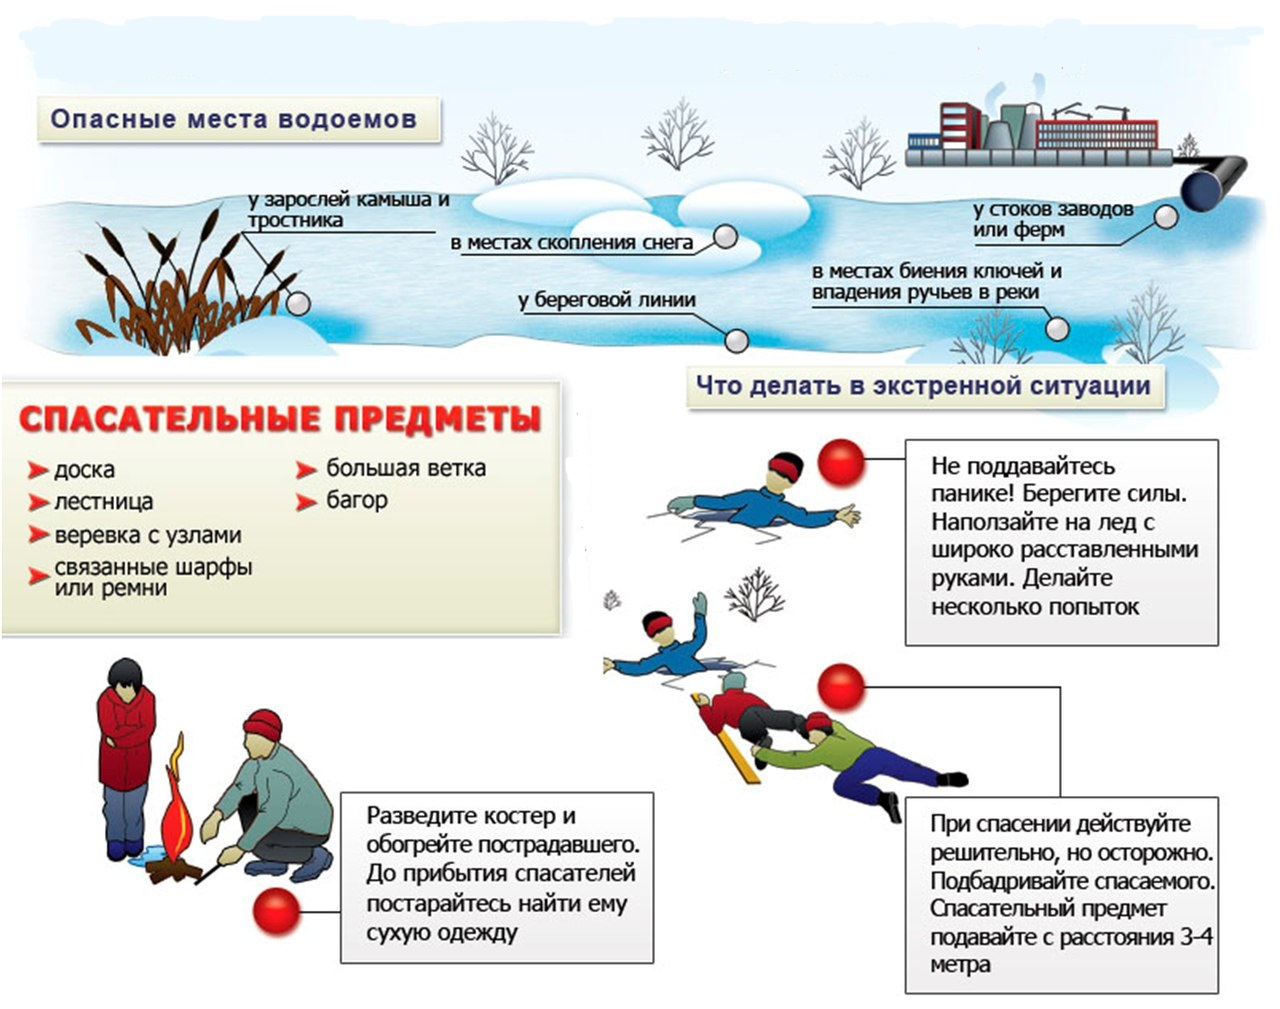 Опасные места водоемов
у зарослей камыша и
тростника
в местах скопления снега
у береговой линии
у стоков заводов
или ферм
в местах биения ключей и
впадения ручьев в реки
СПАСАТЕЛЬНЫЕ ПРЕДМЕТЫ
доска
лестница
веревка с узлами
связанные шарфы
или ремни
большая ветка
багор
Что делать в экстренной ситуации
Не поддавайтесь
панике! Берегите силы.
Наползайте на лед с
широко расставленными
руками. Делайте
несколько попыток
При спасении действуйте
решительно, но осторожно.
Подбадривайте спасаемого.
Спасательный предмет
подавайте с расстояния 3-4
метра
Разведите костер и
обогрейте пострадавшего.
До прибытия спасателей
постарайтесь найти ему
сухую одежду